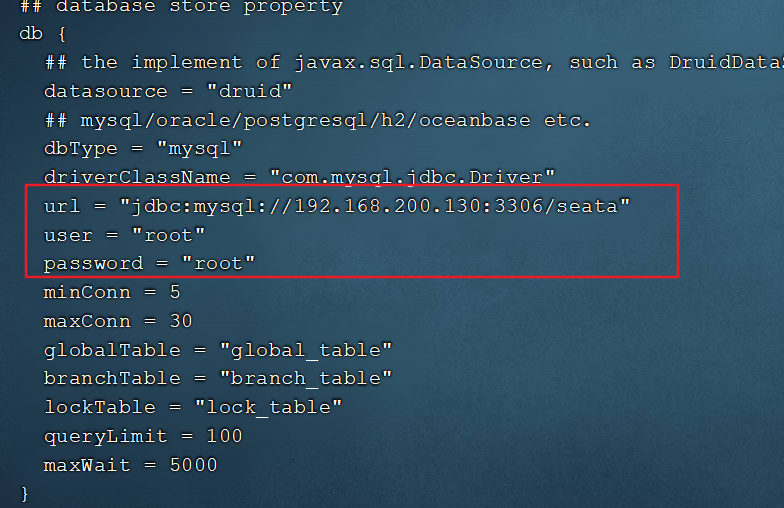 ## database store property
db {
## the implement of javax.sql.DataSource, such as
datasource = "druid"
## mysql/oracle/postgresql/h2/oceanbase etc.
dbType = "mysql"
driverClassName = "com.mysql.jdbc.Driver"
url = "jdbc:mysql://192.168.200.130:3306/seata"
user = "root"
password = "root"
minConn = 5
maxConn = 30
globalTable = "global_table"
branchTable = "branch_table"
lockTable = "lock_table"
queryLimit = 100
maxWait = 5000
}